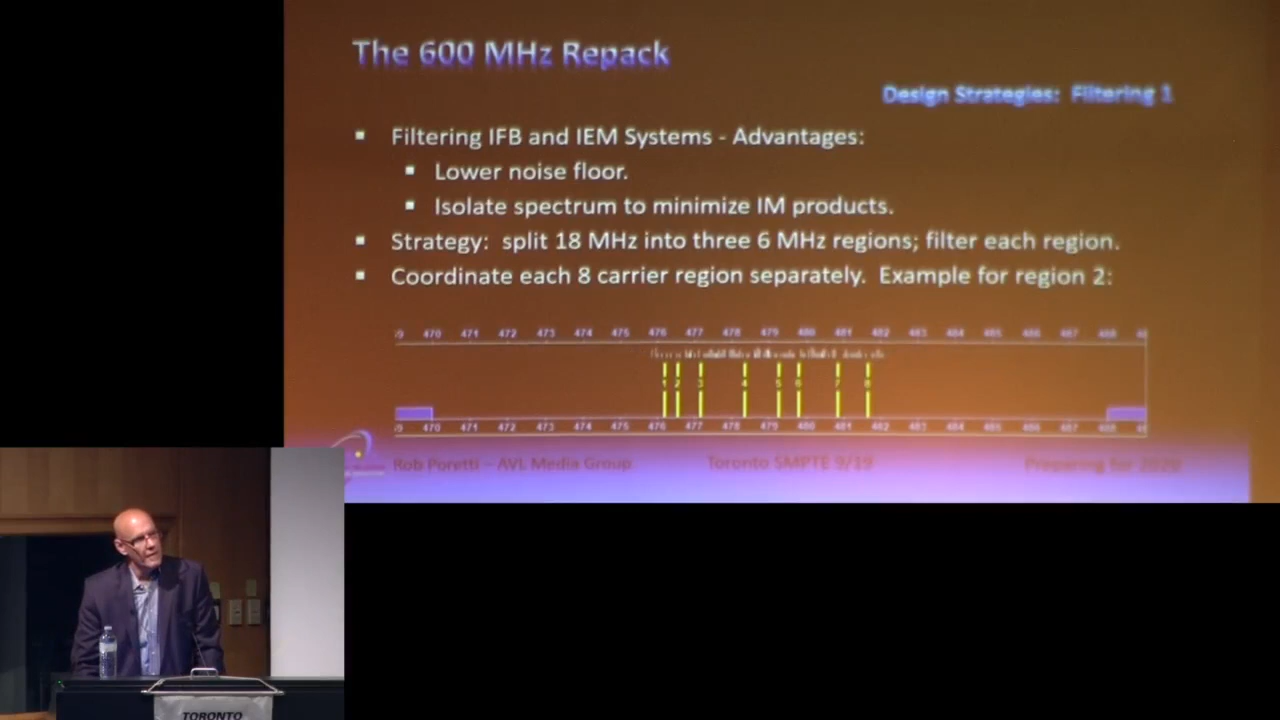 The 600 MHz Repack
Design Strategies: Filtering 1
Filtering IFB and IEM Systems - Advantages:
Lower noise floor.
Isolate spectrum to minimize IM products.
Strategy: split 18 MHz into three 6 MHz regions; filter each region.
Coordinate each 8 carrier region separately. Example for region 2:
470 471 472 473 474 475 476 477 478 479 480 481 482 483 484 485 486 487 488
1 2 3 4 5 6 7 8
470 471 472 473 474 475 476 477 478 479 480 481 482 483 484 485 486 487 488
Rob Poretti – AVL Media Group Toronto SMPTE 9/19 Preparing for 2020
TORONTO